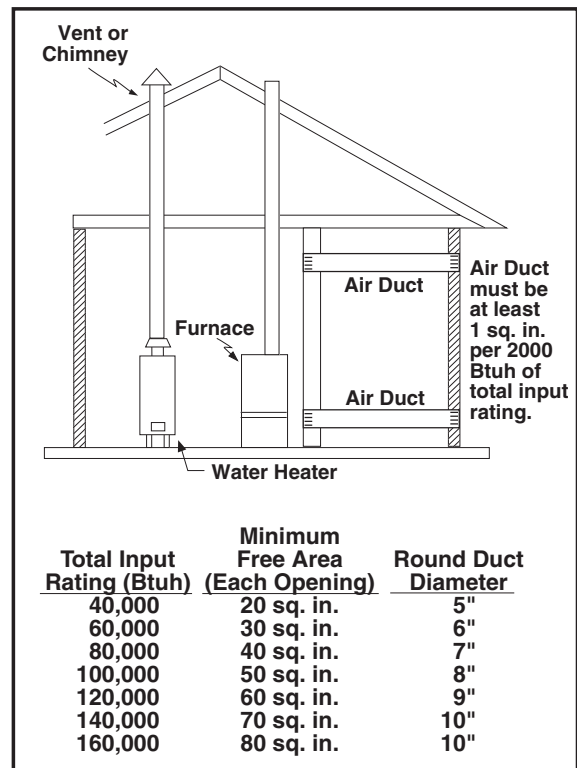 Vent or
Chimney
Air Duct
Air Duct
must be
at least
1 sq. in.
per 2000
Btuh of
total input
rating.
Furnace
Air Duct
Water Heater
Total Input
Rating (Btuh)
Minimum
Free Area
(Each Opening)
Round Duct
Diameter
40,000 20 sq. in. 5"
60,000 30 sq. in. 6"
80,000 40 sq. in. 7"
100,000 50 sq. in. 8"
120,000 60 sq. in. 9"
140,000 70 sq. in. 10"
160,000 80 sq. in. 10"